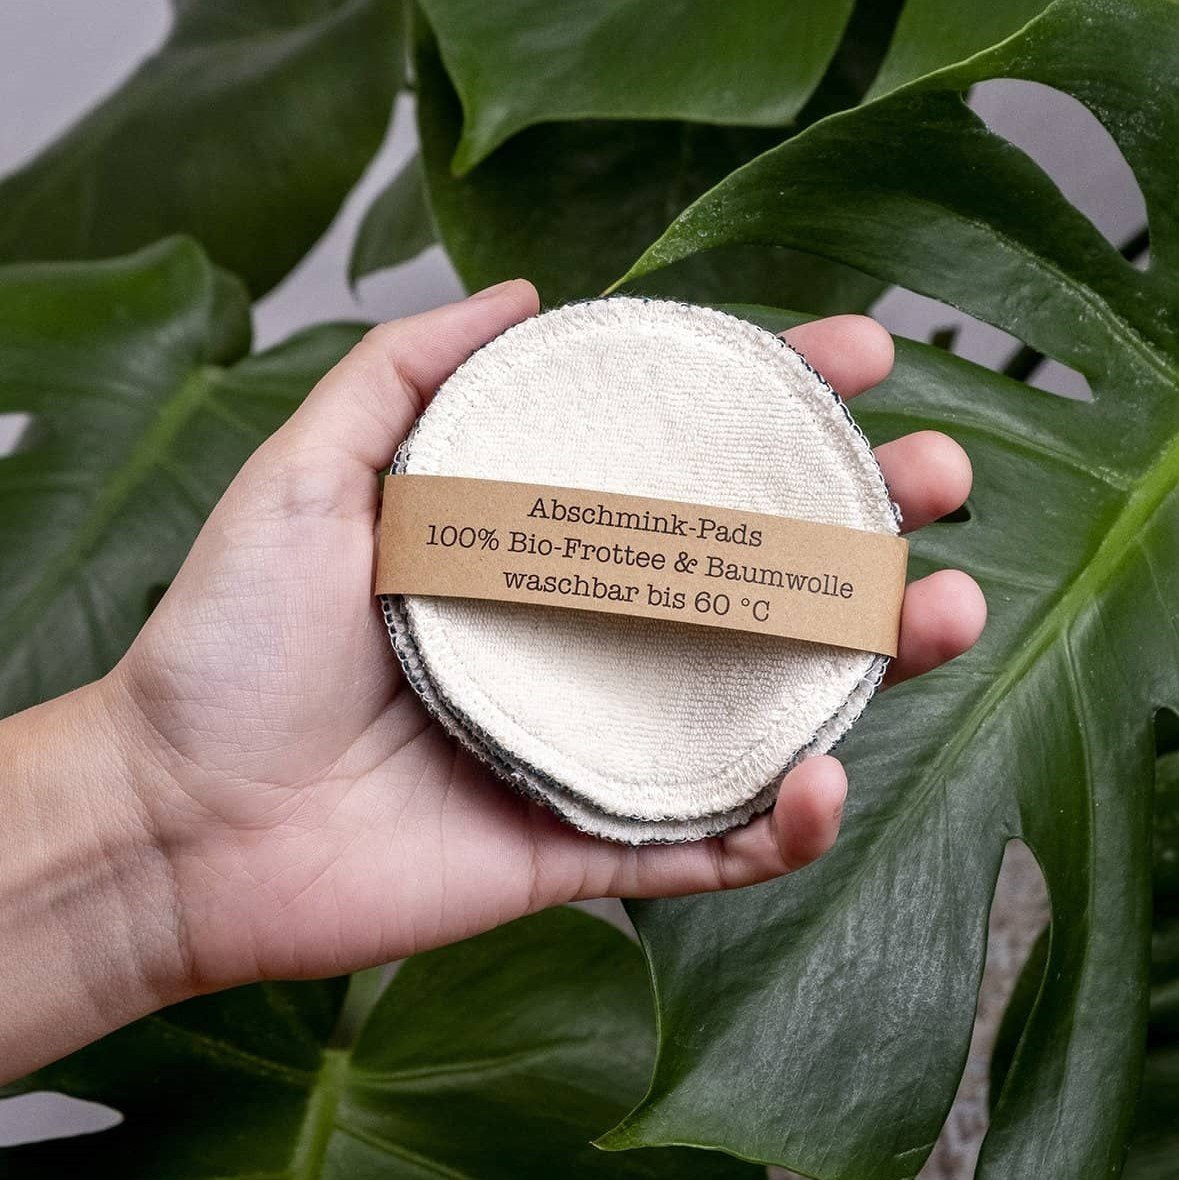 Abschmink-Pads
100% Bio-Frottee & Baumwolle
waschbar bis 60 °C